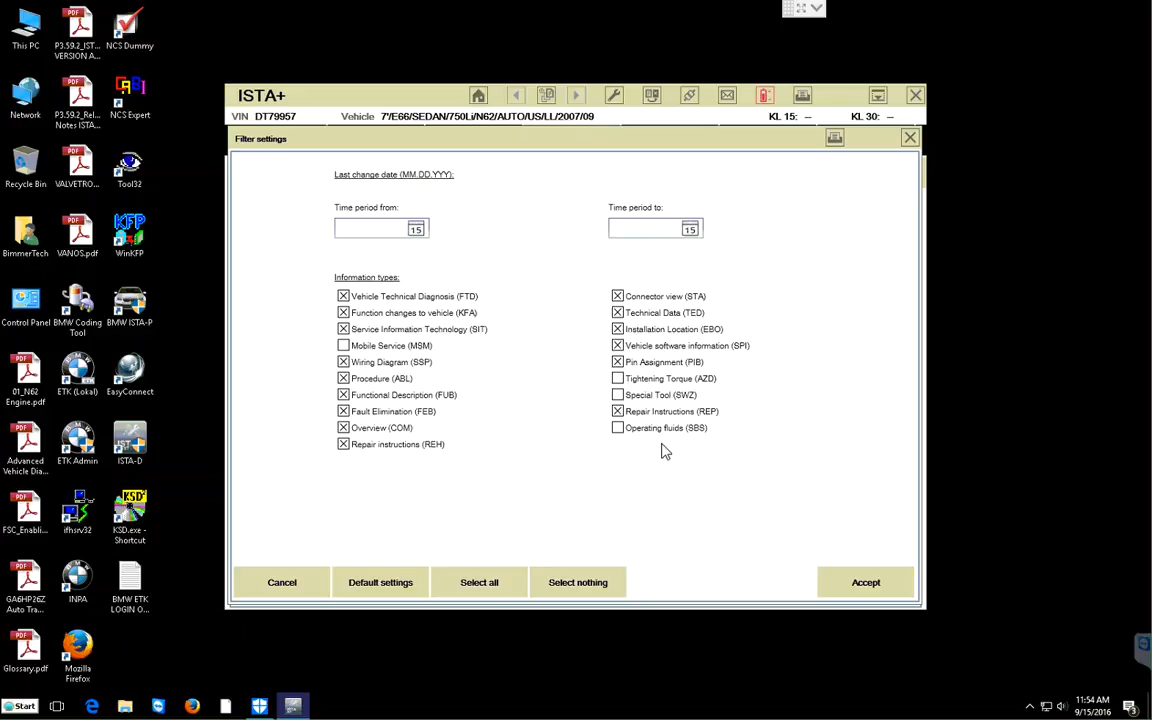 This PC
P3.59.2_IST...
VERSION A...
NCS Dummy
Network
P3.59.2_Rel...
Notes ISTA...
NCS Expert
Recycle Bin
VALVETRO...
Tool32
BimmerTech
VANOS.pdf
WinKFP
Control Panel
BMW Coding
Tool
BMW ISTA-P
01_N62
Engine.pdf
ETK (Lokal)
EasyConnect
Advanced
Vehicle Dia...
ETK Admin
ISTA-D
FSC_Enabli...
ifhsrv32
KSD.exe -
Shortcut
GA6HP26Z
Auto Tra...
INPA
BMW ETK
LOGIN O...
Glossary.pdf
Mozilla
Firefox
ISTA+
VIN DT79957 Vehicle 7'/E66/SEDAN/750Li/N62/AUTO/US/LL/2007/09 KL 15: -- KL 30: --
Filter settings
Last change date (MM.DD.YYY):
Time period from: Time period to:
15 15
Information types:
Vehicle Technical Diagnosis (FTD) Connector view (STA)
Function changes to vehicle (KFA) Technical Data (TED)
Service Information Technology (SIT) Installation Location (EBO)
Mobile Service (MSM) Vehicle software information (SPI)
Wiring Diagram (SSP) Pin Assignment (PIB)
Procedure (ABL) Tightening Torque (AZD)
Functional Description (FUB) Special Tool (SWZ)
Fault Elimination (FEB) Repair Instructions (REP)
Overview (COM) Operating fluids (SBS)
Repair instructions (REH)
Cancel Default settings Select all Select nothing Accept
Start
11:54 AM
9/15/2016